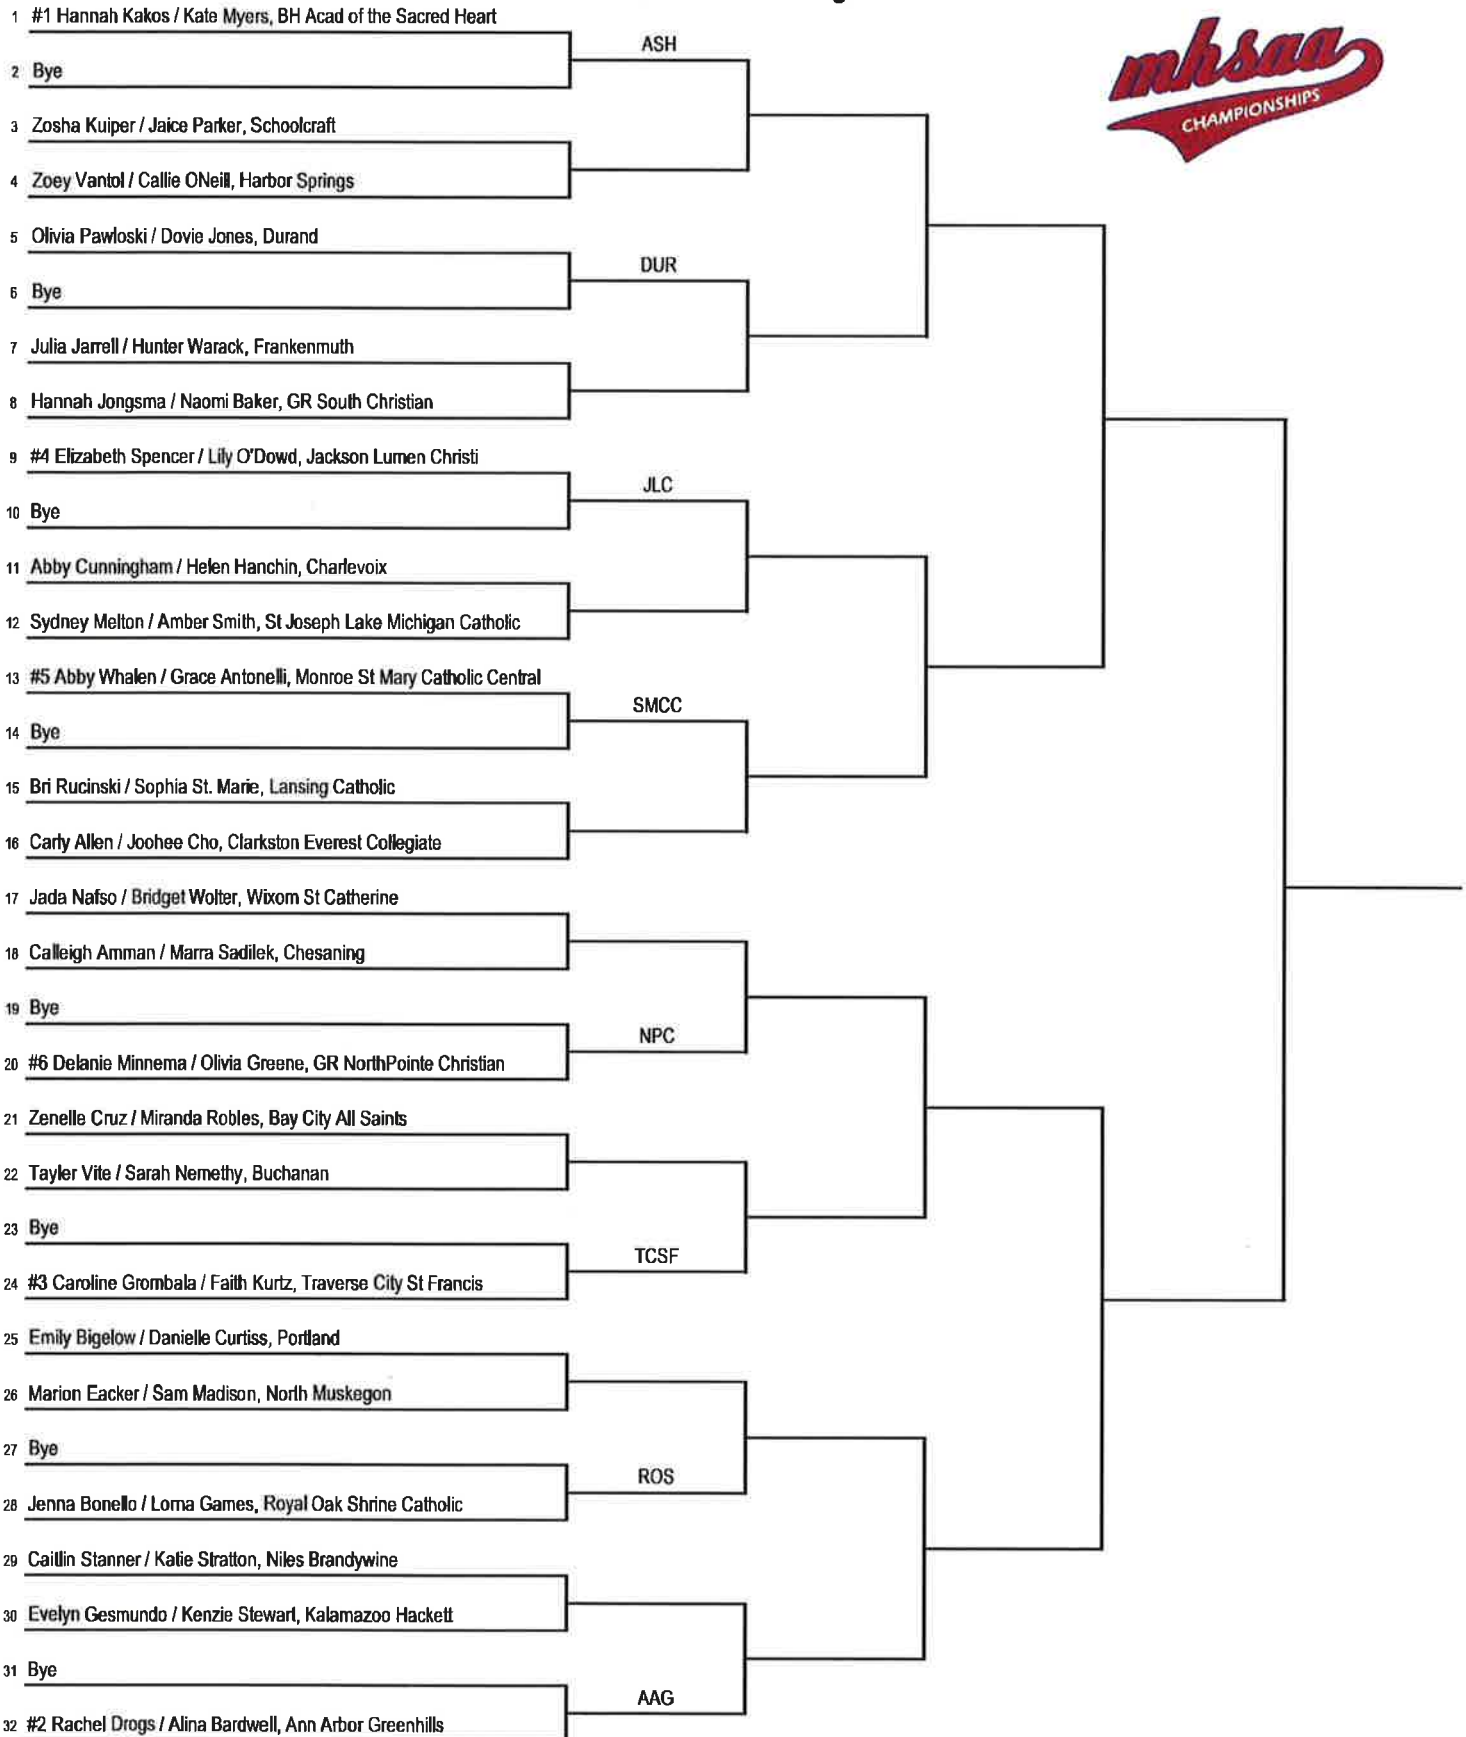 mhsaa
CHAMPIONSHIPS
1 #1 Hannah Kakos / Kate Myers, BH Acad of the Sacred Heart
ASH
2 Bye
3 Zosha Kuiper / Jaice Parker, Schoolcraft
4 Zoey Vantol / Callie ONeill, Harbor Springs
5 Olivia Pawloski / Dovie Jones, Durand
DUR
6 Bye
7 Julia Jarrell / Hunter Warack, Frankenmuth
8 Hannah Jongsma / Naomi Baker, GR South Christian
9 #4 Elizabeth Spencer / Lily O'Dowd, Jackson Lumen Christi
JLC
10 Bye
11 Abby Cunningham / Helen Hanchin, Charlevoix
12 Sydney Melton / Amber Smith, St Joseph Lake Michigan Catholic
13 #5 Abby Whalen / Grace Antonelli, Monroe St Mary Catholic Central
SMCC
14 Bye
15 Bri Rucinski / Sophia St. Marie, Lansing Catholic
16 Carly Allen / Joohee Cho, Clarkston Everest Collegiate
17 Jada Nafso / Bridget Wolter, Wixom St Catherine
18 Calleigh Amman / Marra Sadilek, Chesaning
19 Bye
NPC
20 #6 Delanie Minnema / Olivia Greene, GR NorthPointe Christian
21 Zenelle Cruz / Miranda Robles, Bay City All Saints
22 Tayler Vite / Sarah Nemethy, Buchanan
23 Bye
TCSF
24 #3 Caroline Grombala / Faith Kurtz, Traverse City St Francis
25 Emily Bigelow / Danielle Curtiss, Portland
26 Marion Eacker / Sam Madison, North Muskegon
27 Bye
ROS
28 Jenna Bonello / Lorna Games, Royal Oak Shrine Catholic
29 Caitlin Stanner / Katie Stratton, Niles Brandywine
30 Evelyn Gesmundo / Kenzie Stewart, Kalamazoo Hackett
31 Bye
AAG
32 #2 Rachel Drogs / Alina Bardwell, Ann Arbor Greenhills